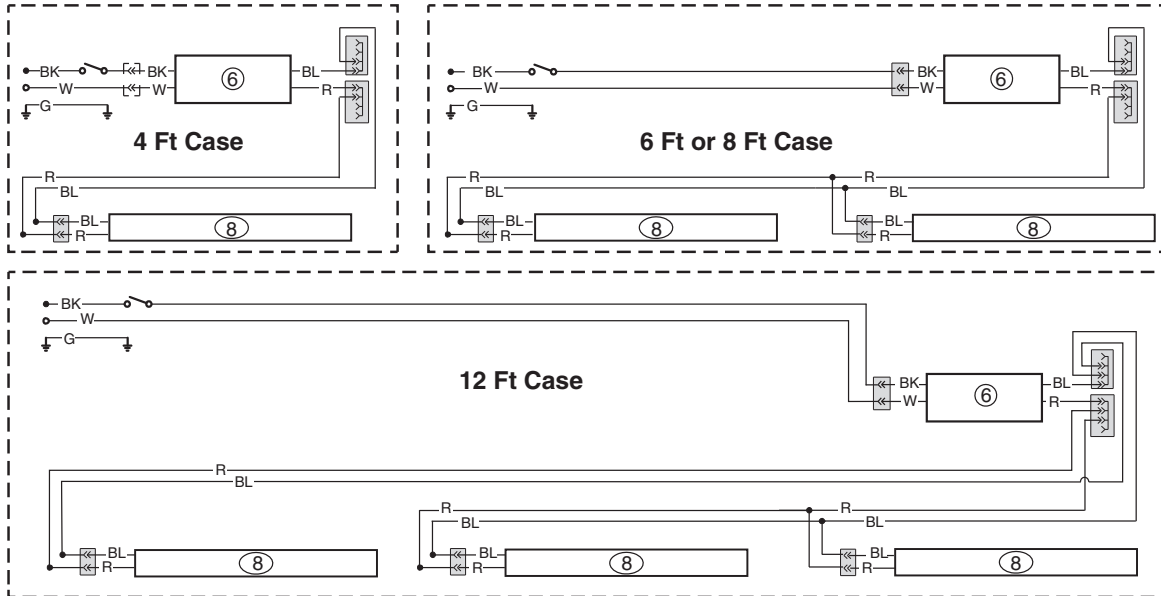 BK BK 6 BL
W W R
G
4 Ft Case
R
BL
BL 8
R
BK BK 6 BL
W W R
G
6 Ft or 8 Ft Case
R R
BL BL
BL 8 BL 8
R R
BK
W
G
12 Ft Case
BK 6 BL
W R
R
BL
R R
BL BL
BL 8 BL 8 BL 8
R R R